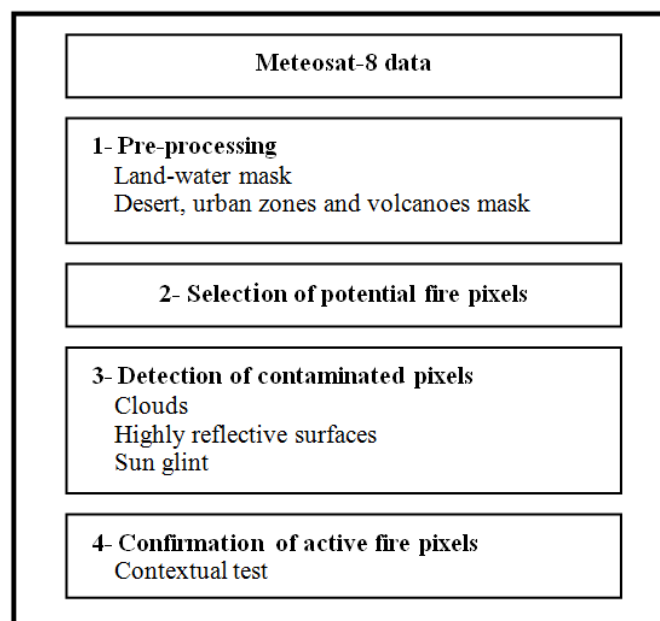 Meteosat-8 data
1- Pre-processing
Land-water mask
Desert, urban zones and volcanoes mask
2- Selection of potential fire pixels
3- Detection of contaminated pixels
Clouds
Highly reflective surfaces
Sun glint
4- Confirmation of active fire pixels
Contextual test